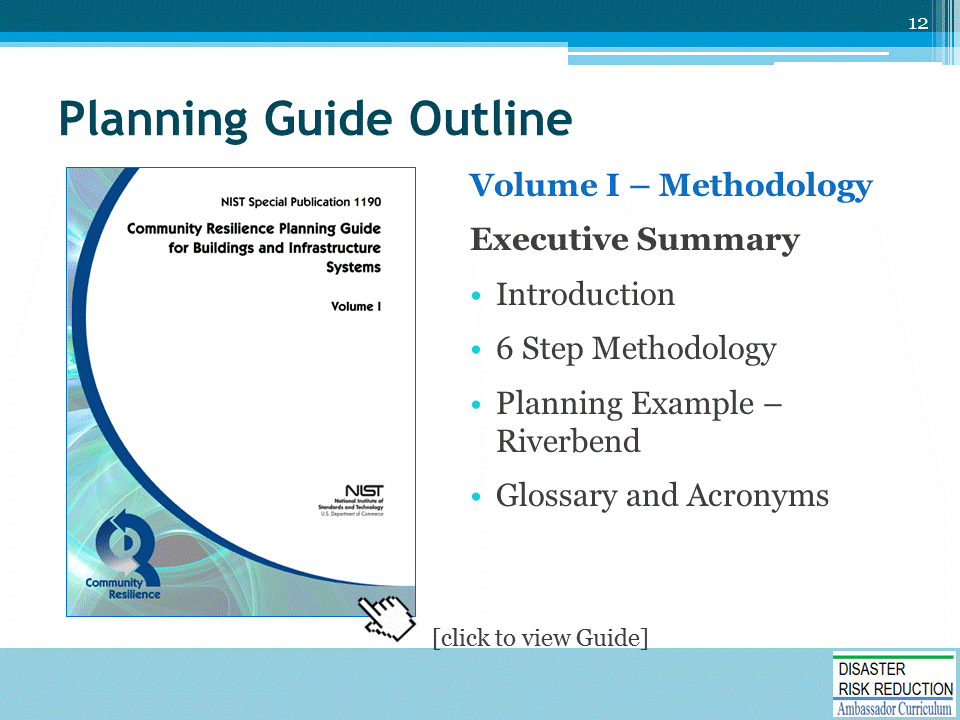 12
Planning Guide Outline
NIST Special Publication 1190
Community Resilience Planning Guide
for Buildings and Infrastructure
Systems
Volume I
NIST
National Institute of
Standards and Technology
U.S. Department of Commerce
Community
Resilience
Volume I – Methodology
Executive Summary
• Introduction
• 6 Step Methodology
• Planning Example –
Riverbend
• Glossary and Acronyms
[click to view Guide]
DISASTER
RISK REDUCTION
Ambassador Curriculum